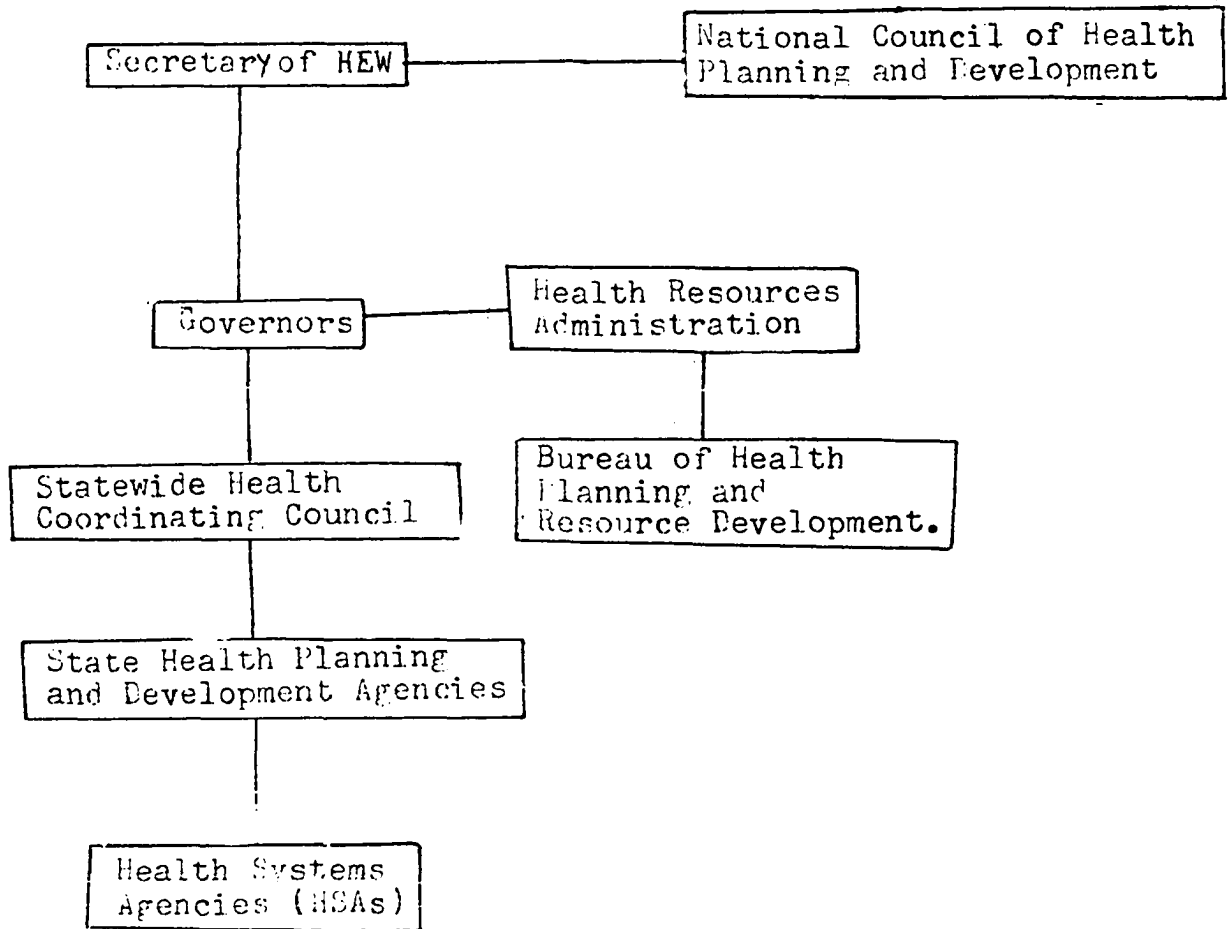 Secretary of HEW
National Council of Health
Planning and Development
Governors
Health Resources
Administration
Statewide Health
Coordinating Council
Bureau of Health
Planning and
Resource Development.
State Health Planning
and Development Agencies
Health Systems
Agencies (HSAs)